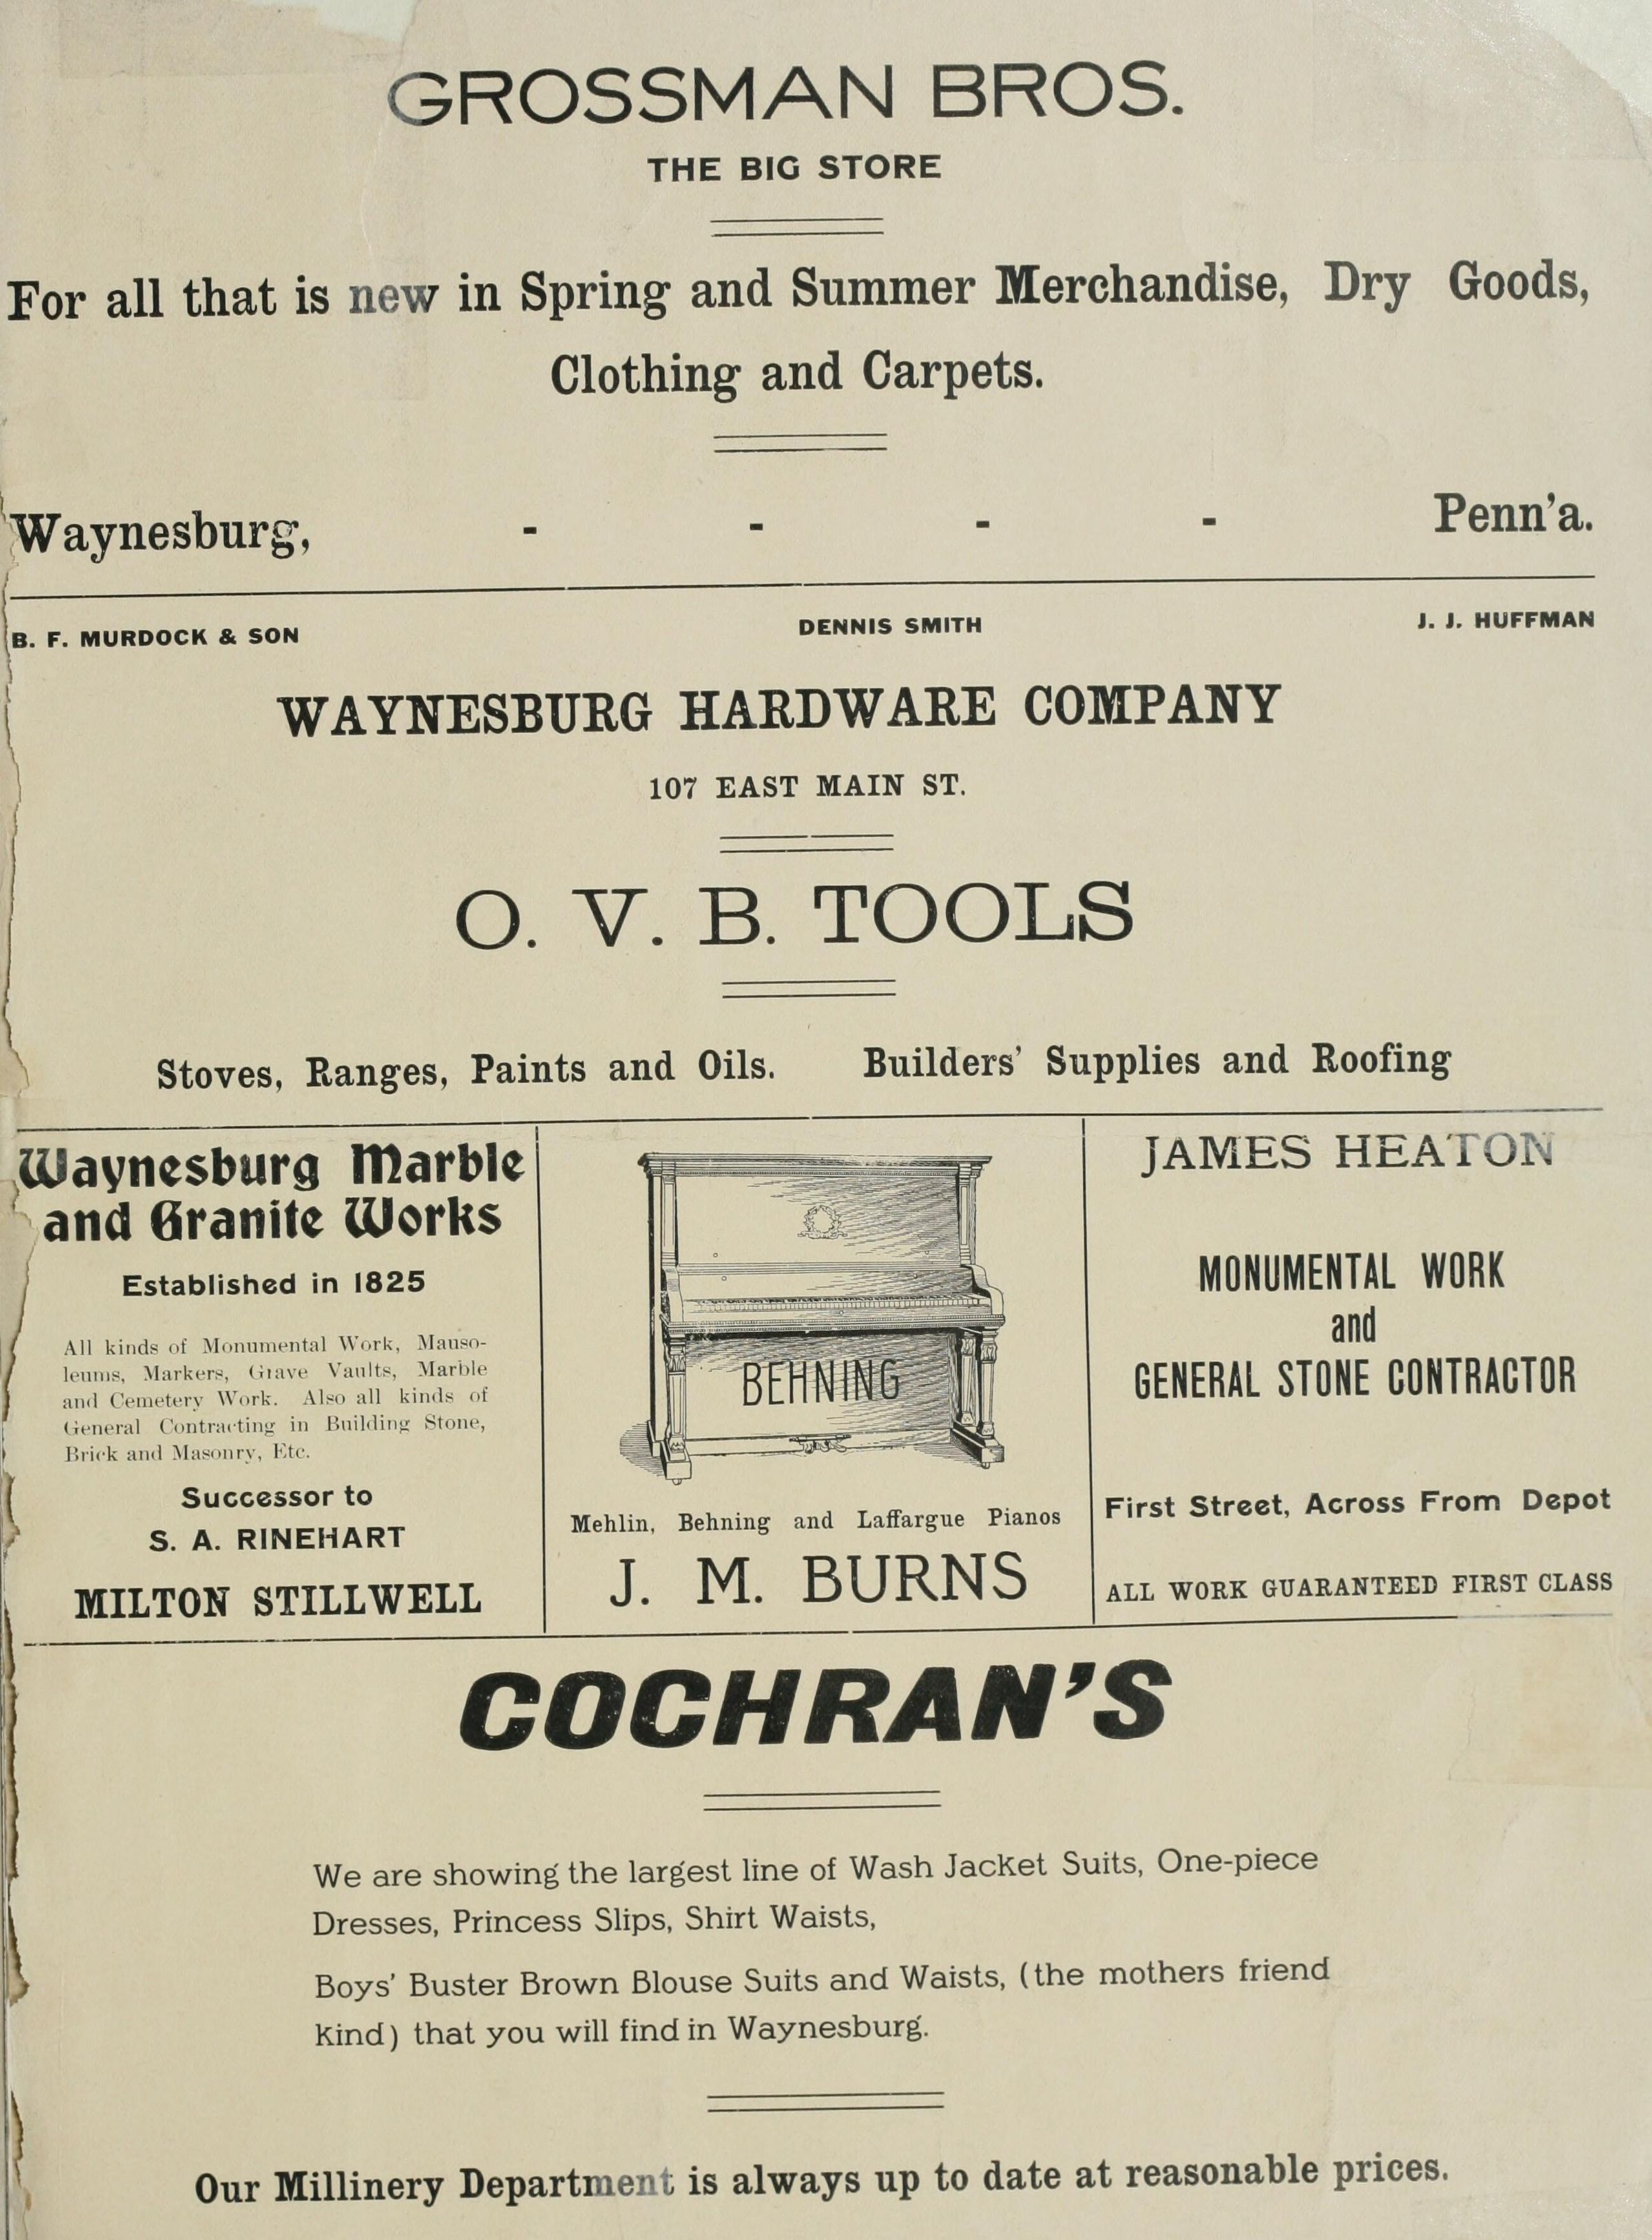 GROSSMAN BROS.
THE BIG STORE
For all that is new in Spring and Summer Merchandise, Dry Goods,
Clothing and Carpets.
Waynesburg, - - - - Penn'a.
B. F. MURDOCK & SON DENNIS SMITH J. J. HUFFMAN
WAYNESBURG HARDWARE COMPANY
107 EAST MAIN ST.
O. V. B. TOOLS
Stoves, Ranges, Paints and Oils. Builders' Supplies and Roofing
Waynesburg Marble
and Granite Works
Established in 1825
All kinds of Monumental Work, Mauso-
leums, Markers, Grave Vaults, Marble
and Cemetery Work. Also all kinds of
General Contracting in Building Stone,
Brick and Masonry, Etc.
Successor to
S. A. RINEHART
MILTON STILLWELL
BEHNING
Mehlin, Behning and Laffargue Pianos
J. M. BURNS
JAMES HEATON
MONUMENTAL WORK
and
GENERAL STONE CONTRACTOR
First Street, Across From Depot
ALL WORK GUARANTEED FIRST CLASS
COCHRAN'S
We are showing the largest line of Wash Jacket Suits, One-piece
Dresses, Princess Slips, Shirt Waists,
Boys' Buster Brown Blouse Suits and Waists, (the mothers friend
kind) that you will find in Waynesburg.
Our Millinery Department is always up to date at reasonable prices.